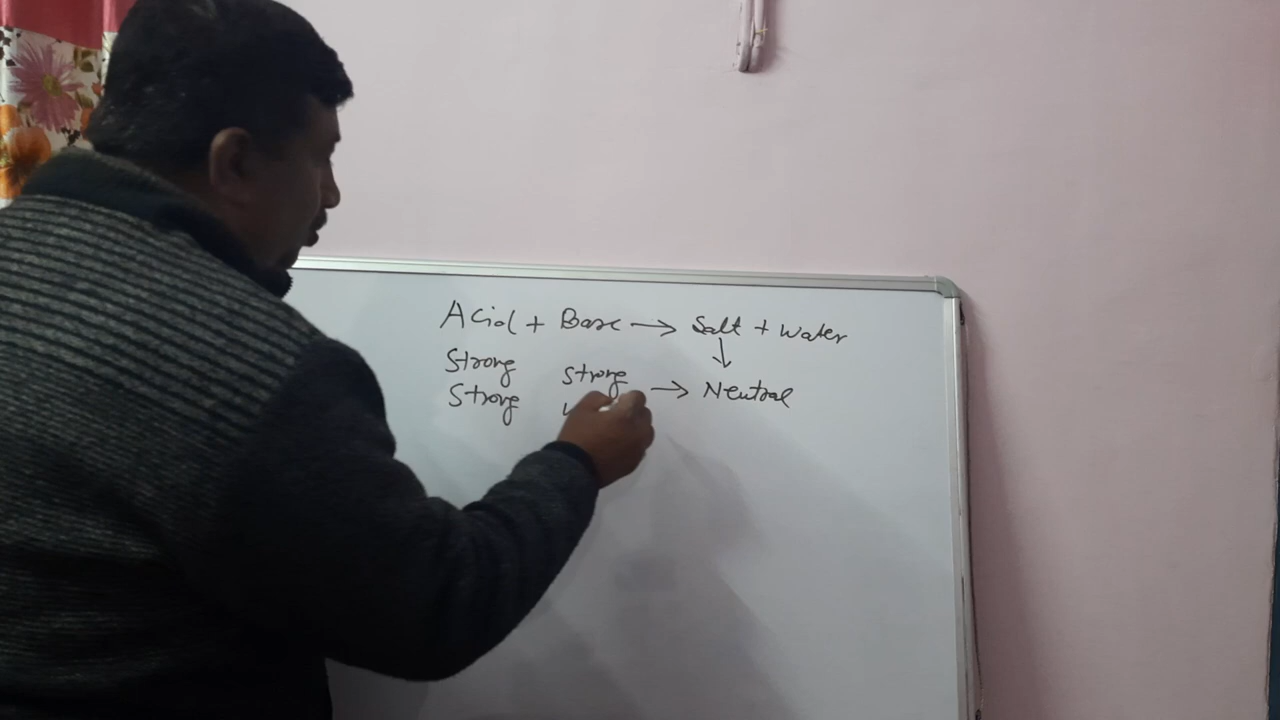 Acid + Base → Salt + Water
↓
Strong Strong → Neutral
Strong